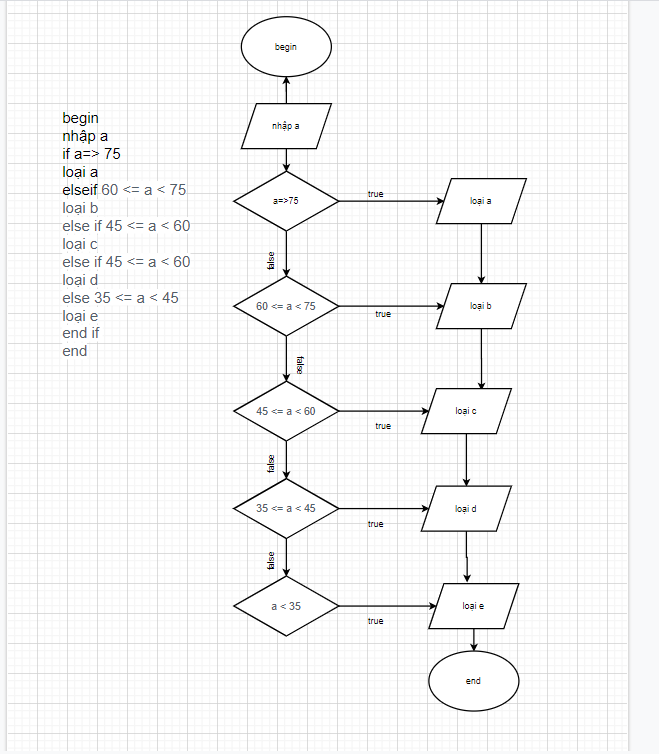 begin
nhập a
if a=> 75
loại a
elseif 60 <= a < 75
loại b
else if 45 <= a < 60
loại c
else if 45 <= a < 60
loại d
else 35 <= a < 45
loại e
end if
end
begin
nhập a
a=>75
true
loại a
false
60 <= a < 75
true
loại b
false
45 <= a < 60
true
loại c
false
35 <= a < 45
true
loại d
false
a < 35
true
loại e
end